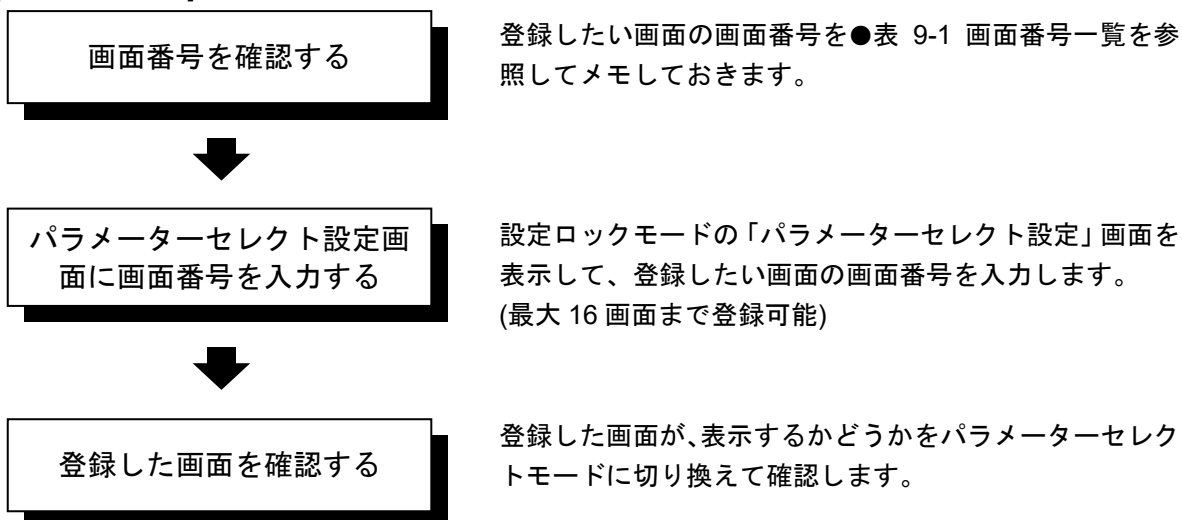 画面番号を確認する
登録したい画面の画面番号を●表 9-1 画面番号一覧を参
照してメモしておきます。
パラメーターセレクト設定画
面に画面番号を入力する
設定ロックモードの「パラメーターセレクト設定」画面を
表示して、登録したい画面の画面番号を入力します。
(最大 16 画面まで登録可能)
登録した画面を確認する
登録した画面が、表示するかどうかをパラメーターセレク
トモードに切り換えて確認します。